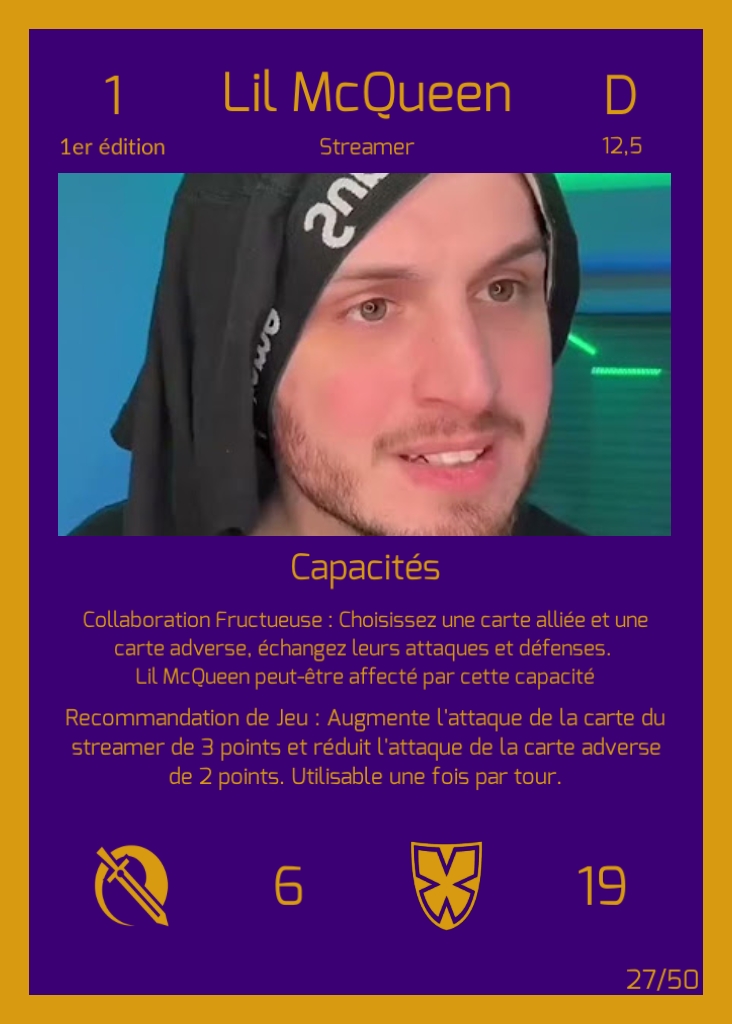 1
Lil McQueen
D
1er édition
Streamer
12,5
Capacités
Collaboration Fructueuse : Choisissez une carte alliée et une
carte adverse, échangez leurs attaques et défenses.
Lil McQueen peut-être affecté par cette capacité
Recommandation de Jeu : Augmente l'attaque de la carte du
streamer de 3 points et réduit l'attaque de la carte adverse
de 2 points. Utilisable une fois par tour.
6
19
27/50